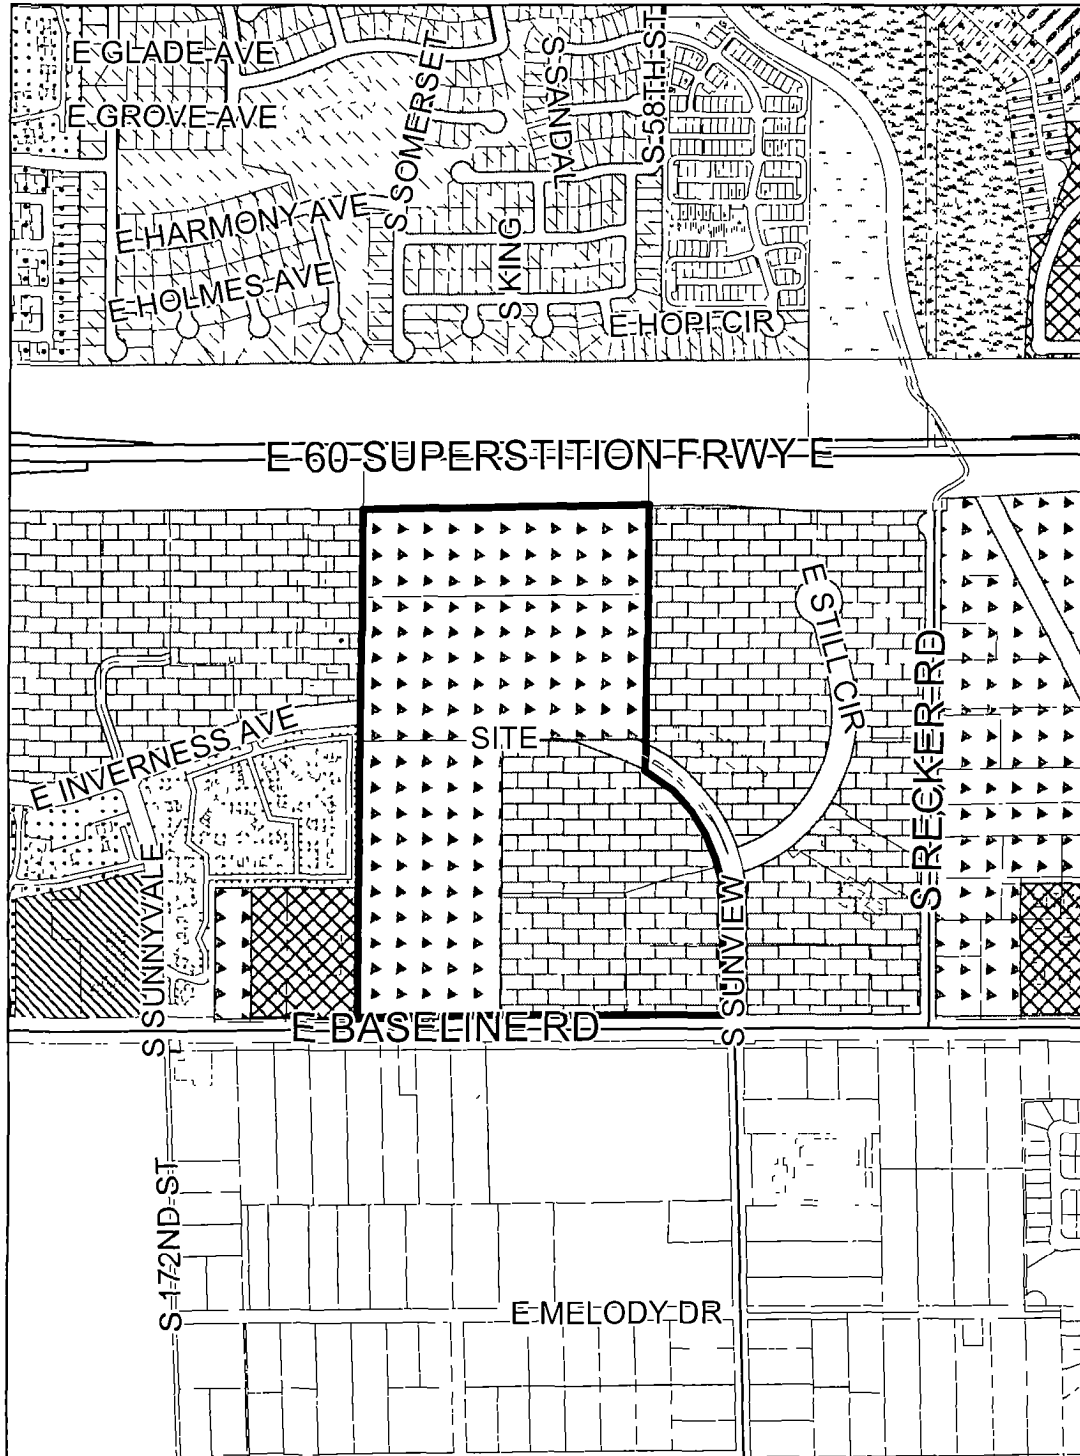 E GLADE AVE
E GROVE AVE
S SOMERSET
S SANDAL
S 58TH ST
E HARMONY AVE
E HOLMES AVE
S KING
E HOPI CIR
E 60 SUPERSTITION FRWY E
E STILL CIR
S RECKER RD
SITE
E INVERNESS AVE
S SUNNYVALE
S SUNVIEW
E BASELINE RD
S 172ND ST
E MELODY DR